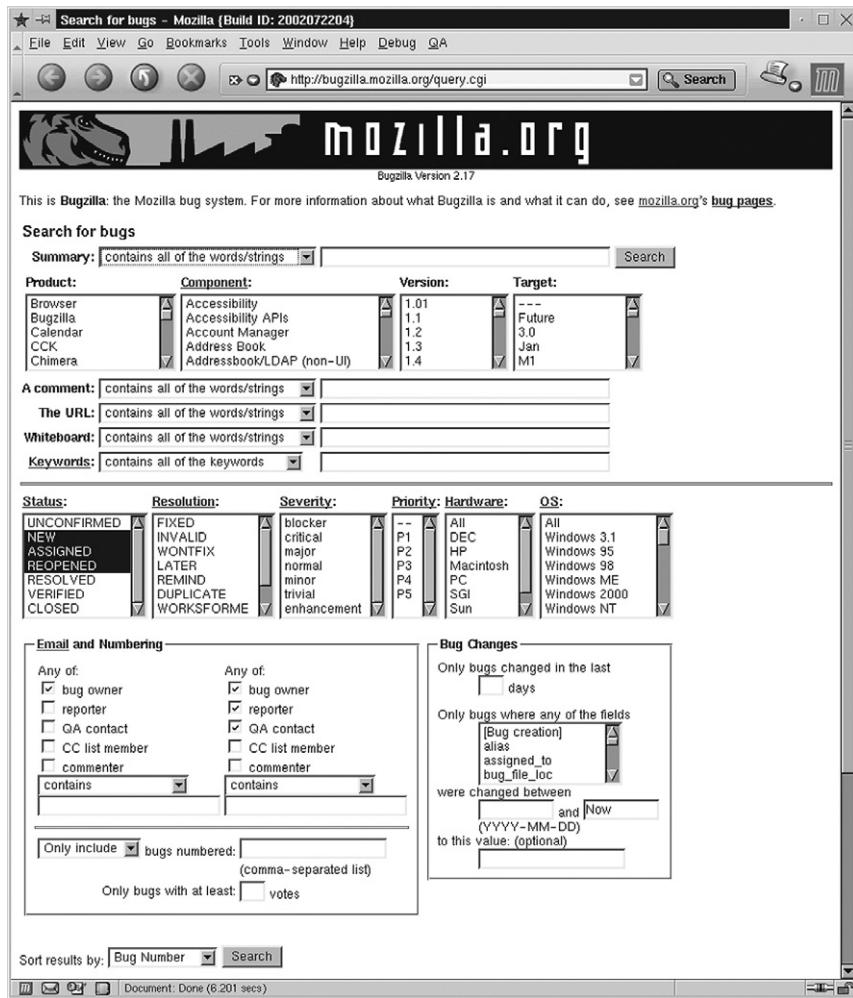 Search for bugs - Mozilla {Build ID: 2002072204}
File Edit View Go Bookmarks Tools Window Help Debug QA
http://bugzilla.mozilla.org/query.cgi Search
mozilla.org
Bugzilla Version 2.17
This is Bugzilla: the Mozilla bug system. For more information about what Bugzilla is and what it can do, see mozilla.org's bug pages.
Search for bugs
Summary: contains all of the words/strings Search
Product: Component: Version: Target:
Browser Accessibility 1.01 ---
Bugzilla Accessibility APIs 1.1 Future
Calendar Account Manager 1.2 3.0
CCK Address Book 1.3 Jan
Chimera Addressbook/LDAP (non-UI) 1.4 M1
A comment: contains all of the words/strings
The URL: contains all of the words/strings
Whiteboard: contains all of the words/strings
Keywords: contains all of the keywords
Status: Resolution: Severity: Priority: Hardware: OS:
UNCONFIRMED FIXED blocker -- All All
NEW INVALID critical P1 DEC Windows 3.1
ASSIGNED WONTFIX major P2 HP Windows 95
REOPENED LATER normal P3 Macintosh Windows 98
RESOLVED REMIND minor P4 PC Windows ME
VERIFIED DUPLICATE trivial P5 SGI Windows 2000
CLOSED WORKSFORME enhancement Sun Windows NT
Email and Numbering
Any of: Any of:
bug owner bug owner
reporter reporter
QA contact QA contact
CC list member CC list member
commenter commenter
contains contains
Only include bugs numbered:
(comma-separated list)
Only bugs with at least: votes
Bug Changes
Only bugs changed in the last
days
Only bugs where any of the fields
[Bug creation]
alias
assigned_to
bug_file_loc
were changed between
and Now
(YYYY-MM-DD)
to this value: (optional)
Sort results by: Bug Number Search
Document: Done (6.201 secs)